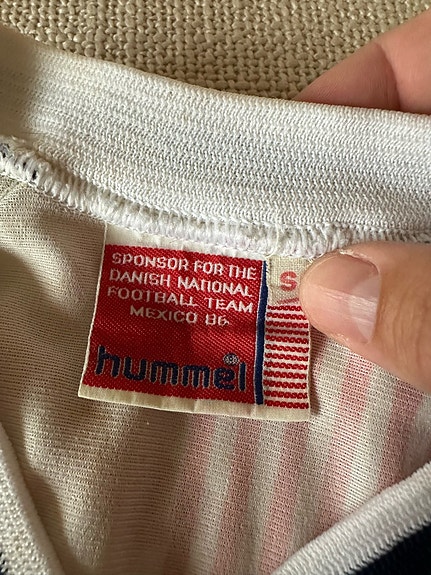 SPONSOR FOR THE
DANISH NATIONAL
FOOTBALL TEAM
MEXICO 86
hummel®
S